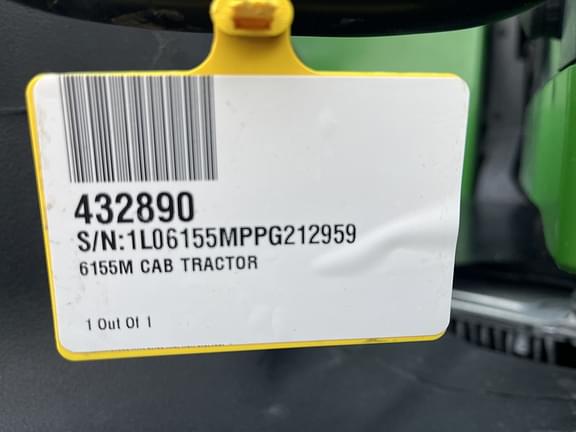 432890
S/N:1L06155MPPG212959
6155M CAB TRACTOR
1 Out Of 1